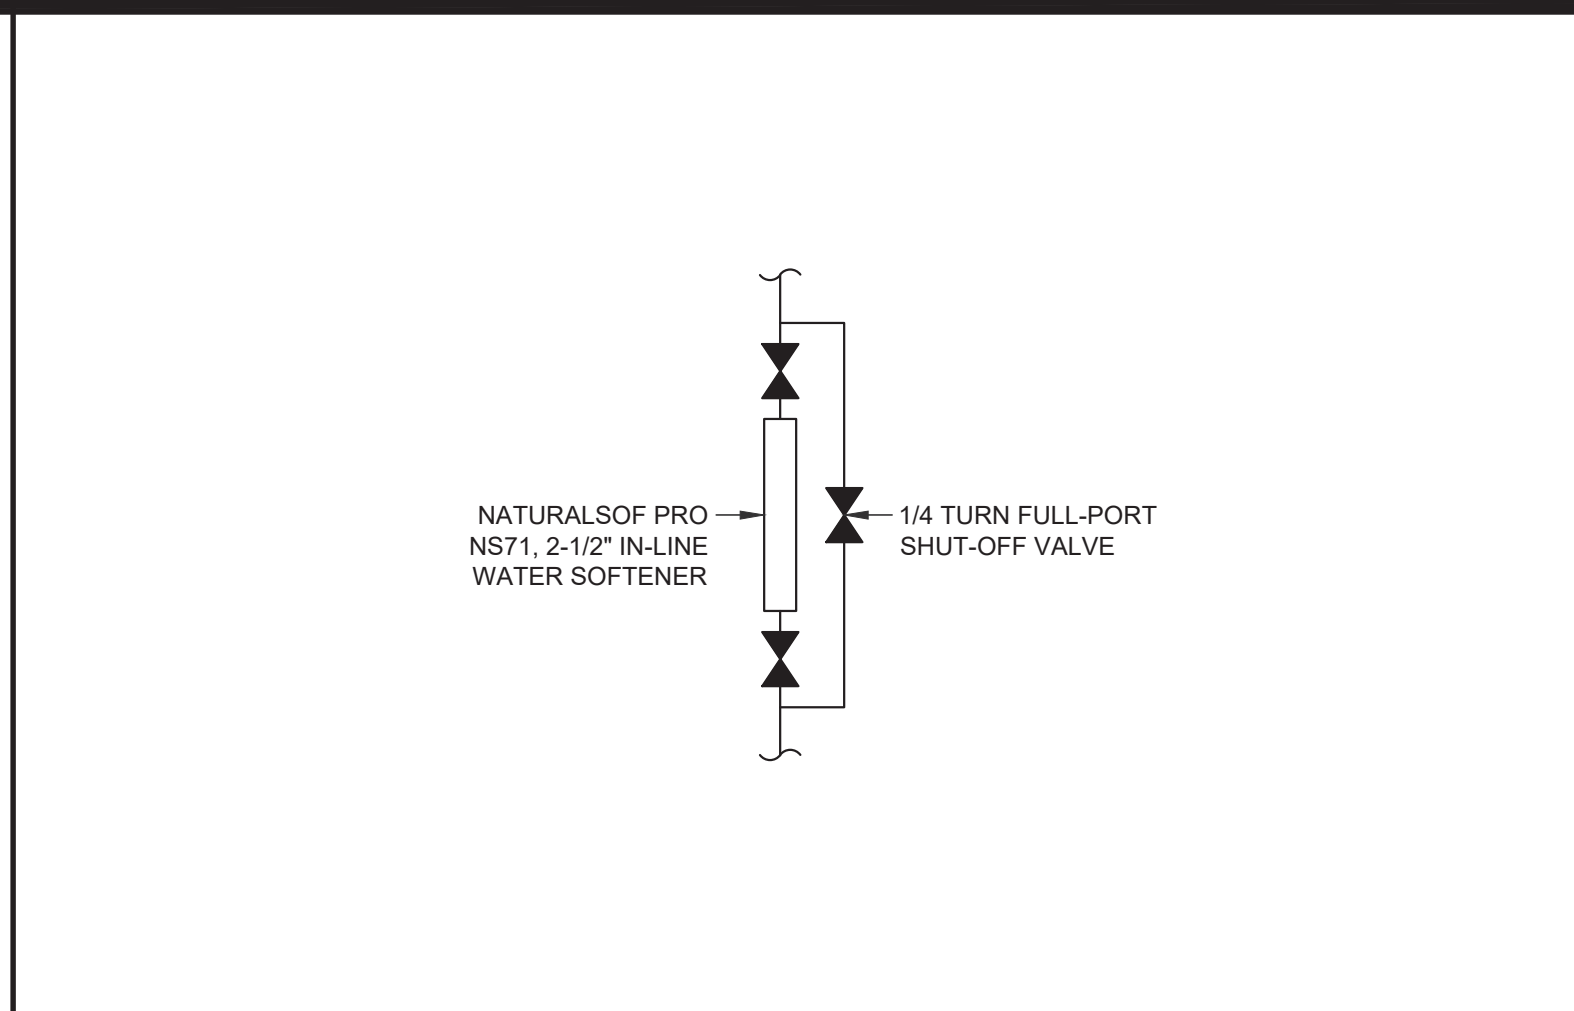 NATURALSOF PRO
NS71, 2-1/2" IN-LINE
WATER SOFTENER
1/4 TURN FULL-PORT
SHUT-OFF VALVE